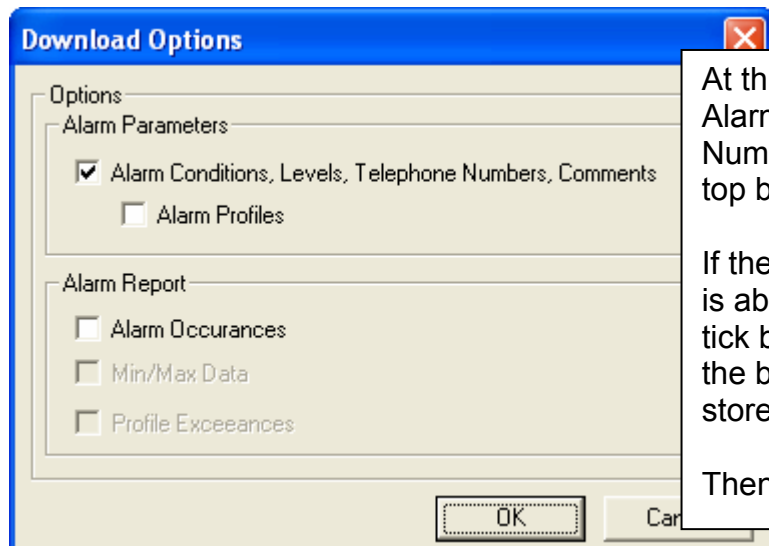 Download Options
Options
Alarm Parameters
Alarm Conditions, Levels, Telephone Numbers, Comments
Alarm Profiles
Alarm Report
Alarm Occurances
Min/Max Data
Profile Exceeances
OK
At th
Num
top b
If the
is ab
tick b
the b
store
Then